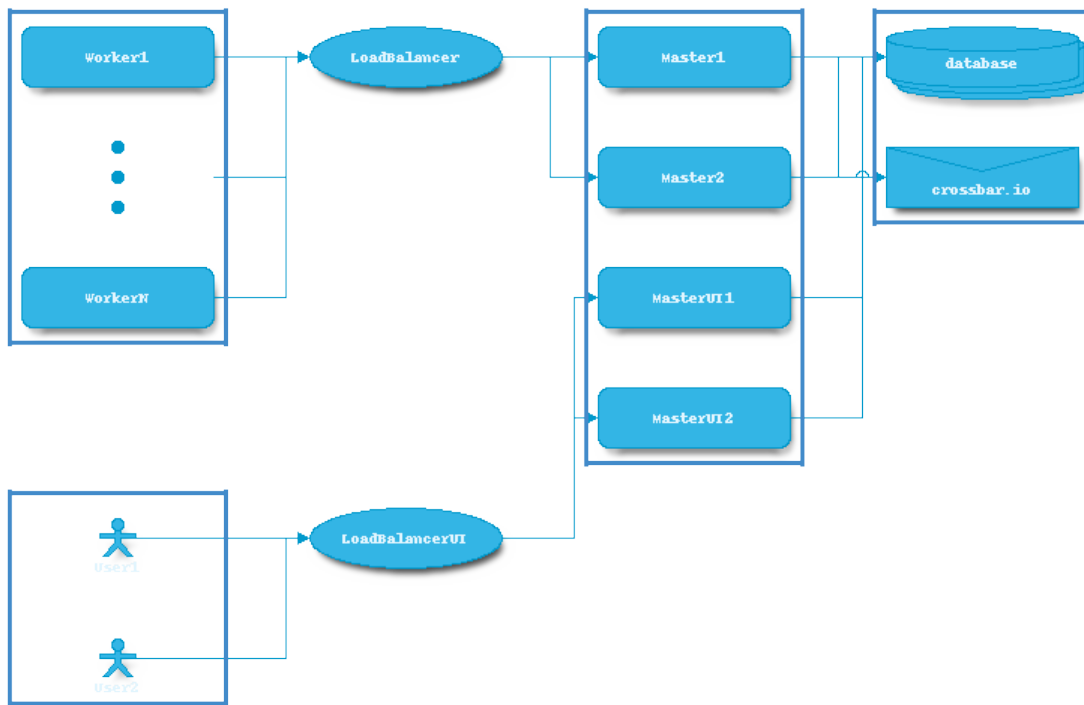 Worker1
LoadBalancer
Master1
database
Master2
crossbar.io
WorkerN
MasterUI1
MasterUI2
LoadBalancerUI
User1
User2